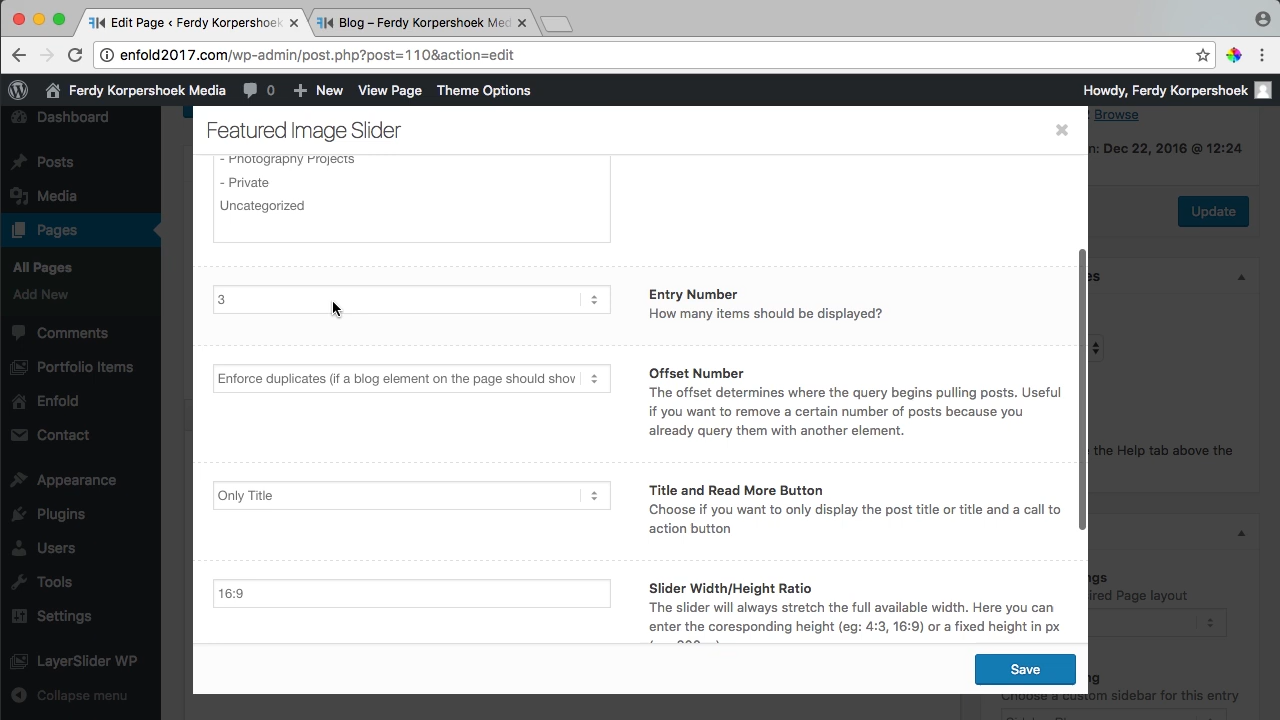 Edit Page ‹ Ferdy Korpershoek
Blog – Ferdy Korpershoek Med
enfold2017.com/wp-admin/post.php?post=110&action=edit
Ferdy Korpershoek Media
0
New
View Page
Theme Options
Howdy, Ferdy Korpershoek
Dashboard
Posts
Media
Pages
All Pages
Add New
Comments
Portfolio Items
Enfold
Contact
Appearance
Plugins
Users
Tools
Settings
LayerSlider WP
Collapse menu
Featured Image Slider
- Photography Projects
- Private
Uncategorized
3
Entry Number
How many items should be displayed?
Enforce duplicates (if a blog element on the page should show
Offset Number
The offset determines where the query begins pulling posts. Useful
if you want to remove a certain number of posts because you
already query them with another element.
Only Title
Title and Read More Button
Choose if you want to only display the post title or title and a call to
action button
16:9
Slider Width/Height Ratio
The slider will always stretch the full available width. Here you can
enter the coresponding height (eg: 4:3, 16:9) or a fixed height in px
Save
Browse
n: Dec 22, 2016 @ 12:24
Update
es
the Help tab above the
ngs
ired Page layout
ng
Choose a custom sidebar for this entry